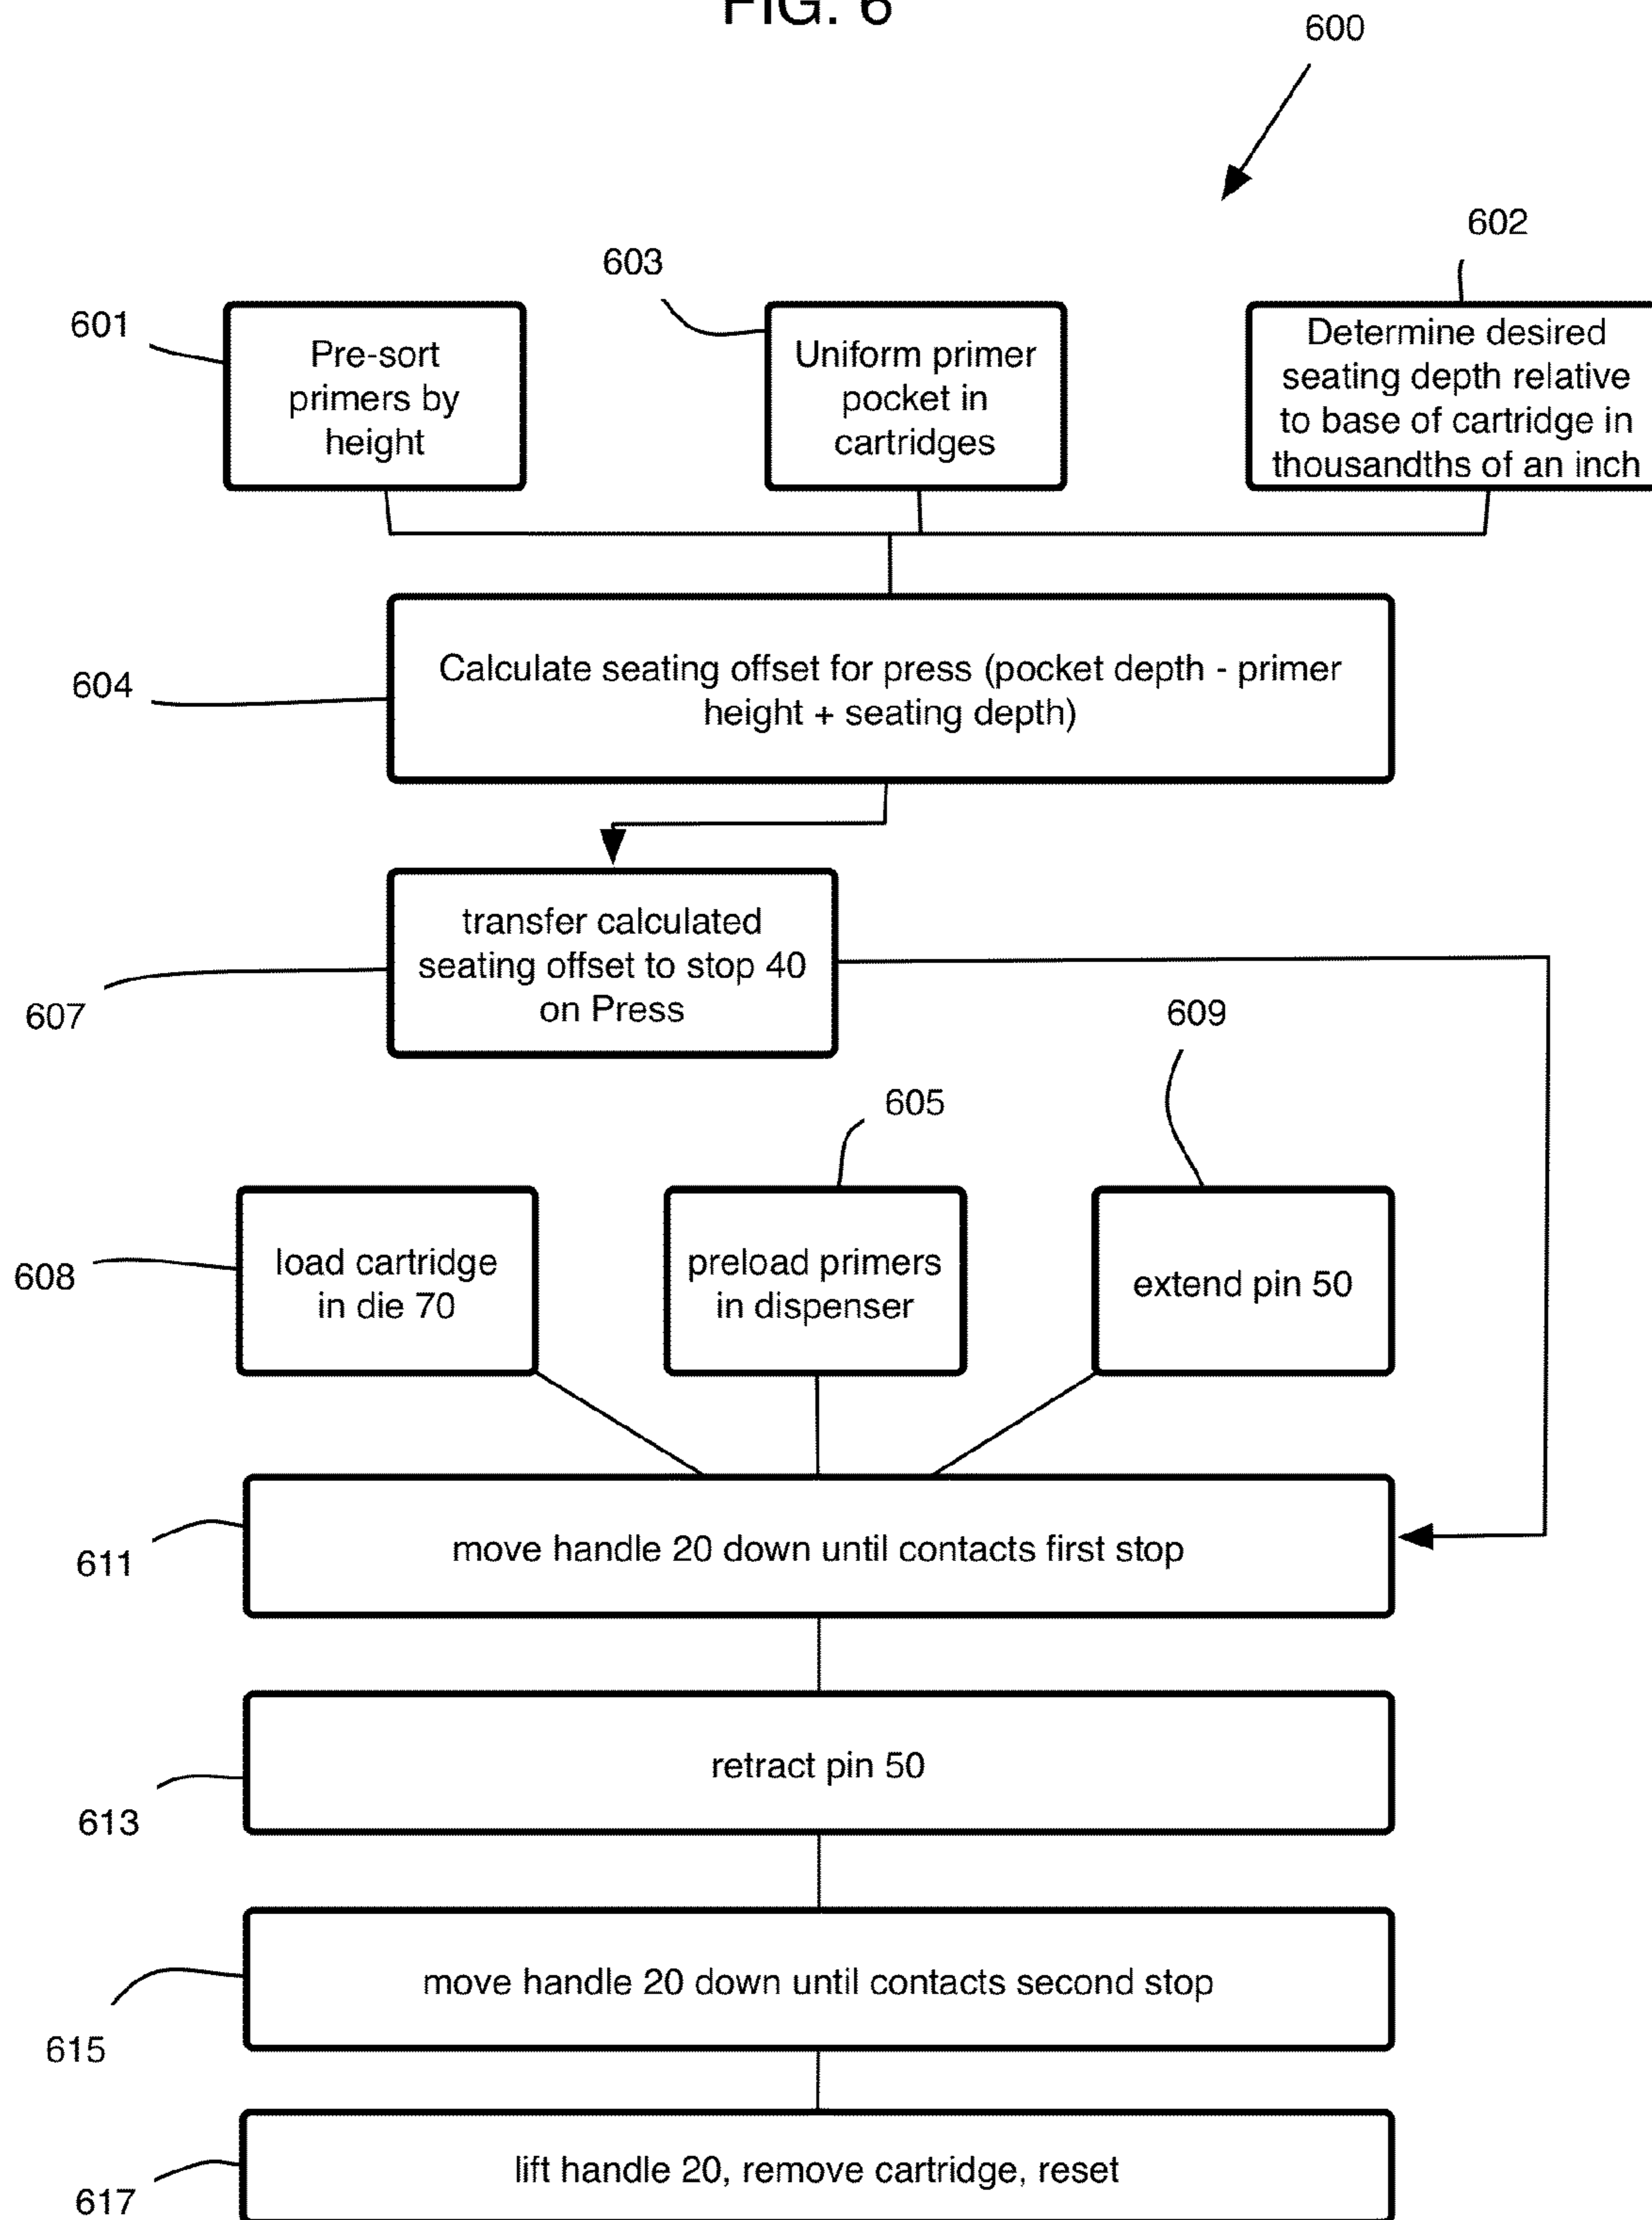 FIG. 6
600
602
603
601
Pre-sort
primers by
height
Uniform primer
pocket in
cartridges
Determine desired
seating depth relative
to base of cartridge in
thousandths of an inch
604
Calculate seating offset for press (pocket depth - primer
height + seating depth)
607
transfer calculated
seating offset to stop 40
on Press
609
605
608
load cartridge
in die 70
preload primers
in dispenser
extend pin 50
611
move handle 20 down until contacts first stop
613
retract pin 50
615
move handle 20 down until contacts second stop
617
lift handle 20, remove cartridge, reset